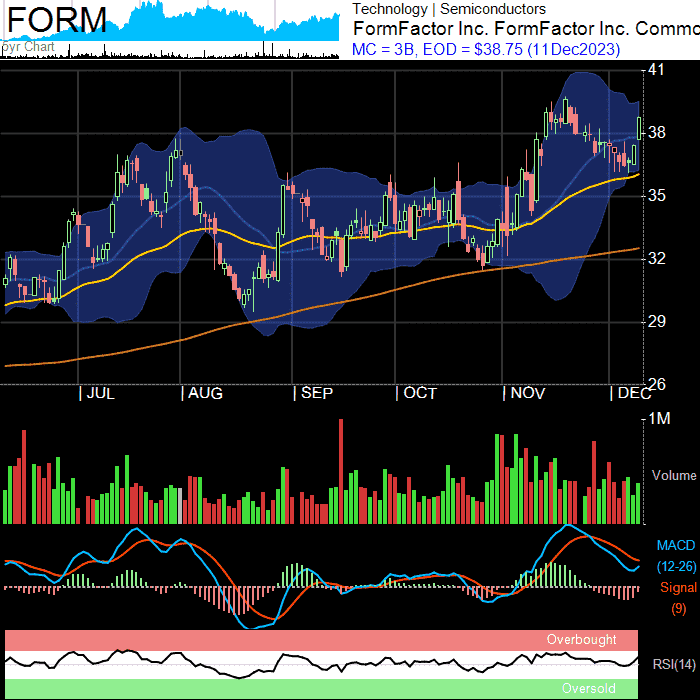 FORM
5yr Chart
Technology | Semiconductors
FormFactor Inc. FormFactor Inc. Commo
MC = 3B, EOD = $38.75 (11Dec2023)
41
38
35
32
29
26
| JUL | AUG | SEP | OCT | NOV | DEC
1M
Volume
MACD
(12-26)
Signal
(9)
Overbought
RSI(14)
Oversold